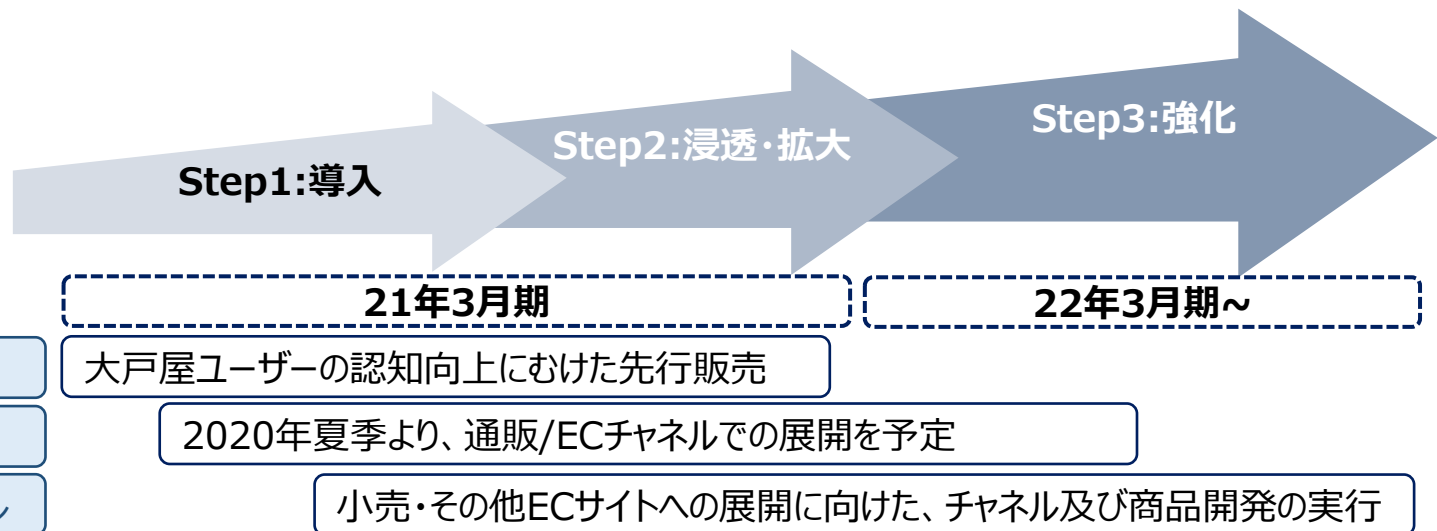 Step1:導入
Step2:浸透・拡大
Step3:強化
21年3月期
22年3月期~
大戸屋ユーザーの認知向上にむけた先行販売
2020年夏季より、通販/ECチャネルでの展開を予定
小売・その他ECサイトへの展開に向けた、チャネル及び商品開発の実行